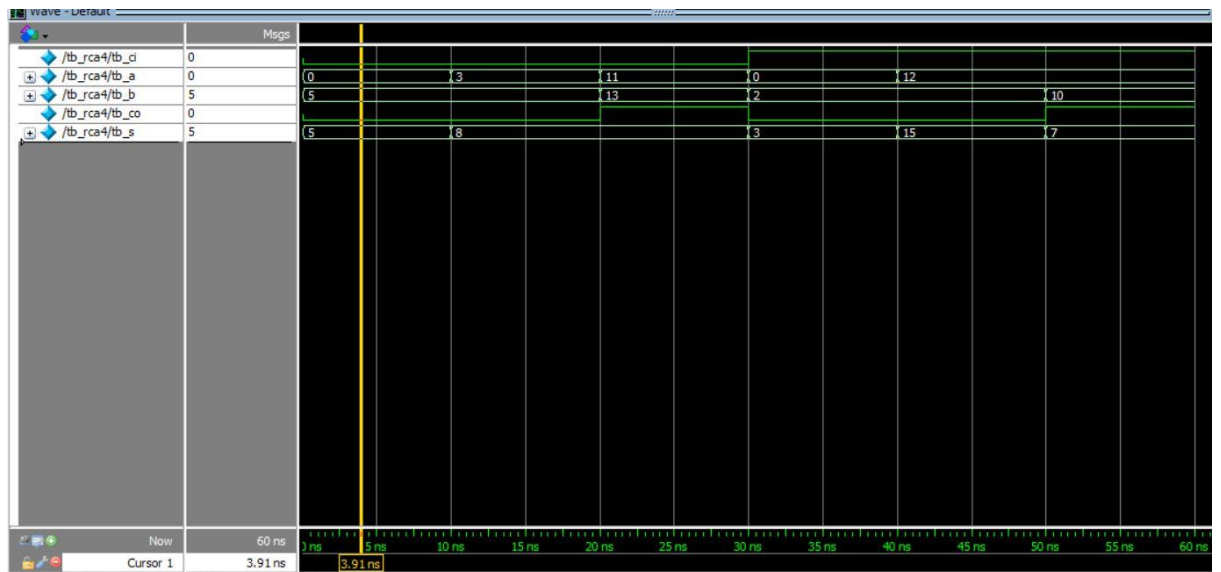 Wave - Default
Msgs
/tb_rca4/tb_ci 0
/tb_rca4/tb_a 0 0 3 11 0 12
/tb_rca4/tb_b 5 5 13 2 10
/tb_rca4/tb_co 0
/tb_rca4/tb_s 5 5 8 3 15 7
Now 60 ns ns 5 ns 10 ns 15 ns 20 ns 25 ns 30 ns 35 ns 40 ns 45 ns 50 ns 55 ns 60 ns
Cursor 1 3.91 ns 3.91 ns